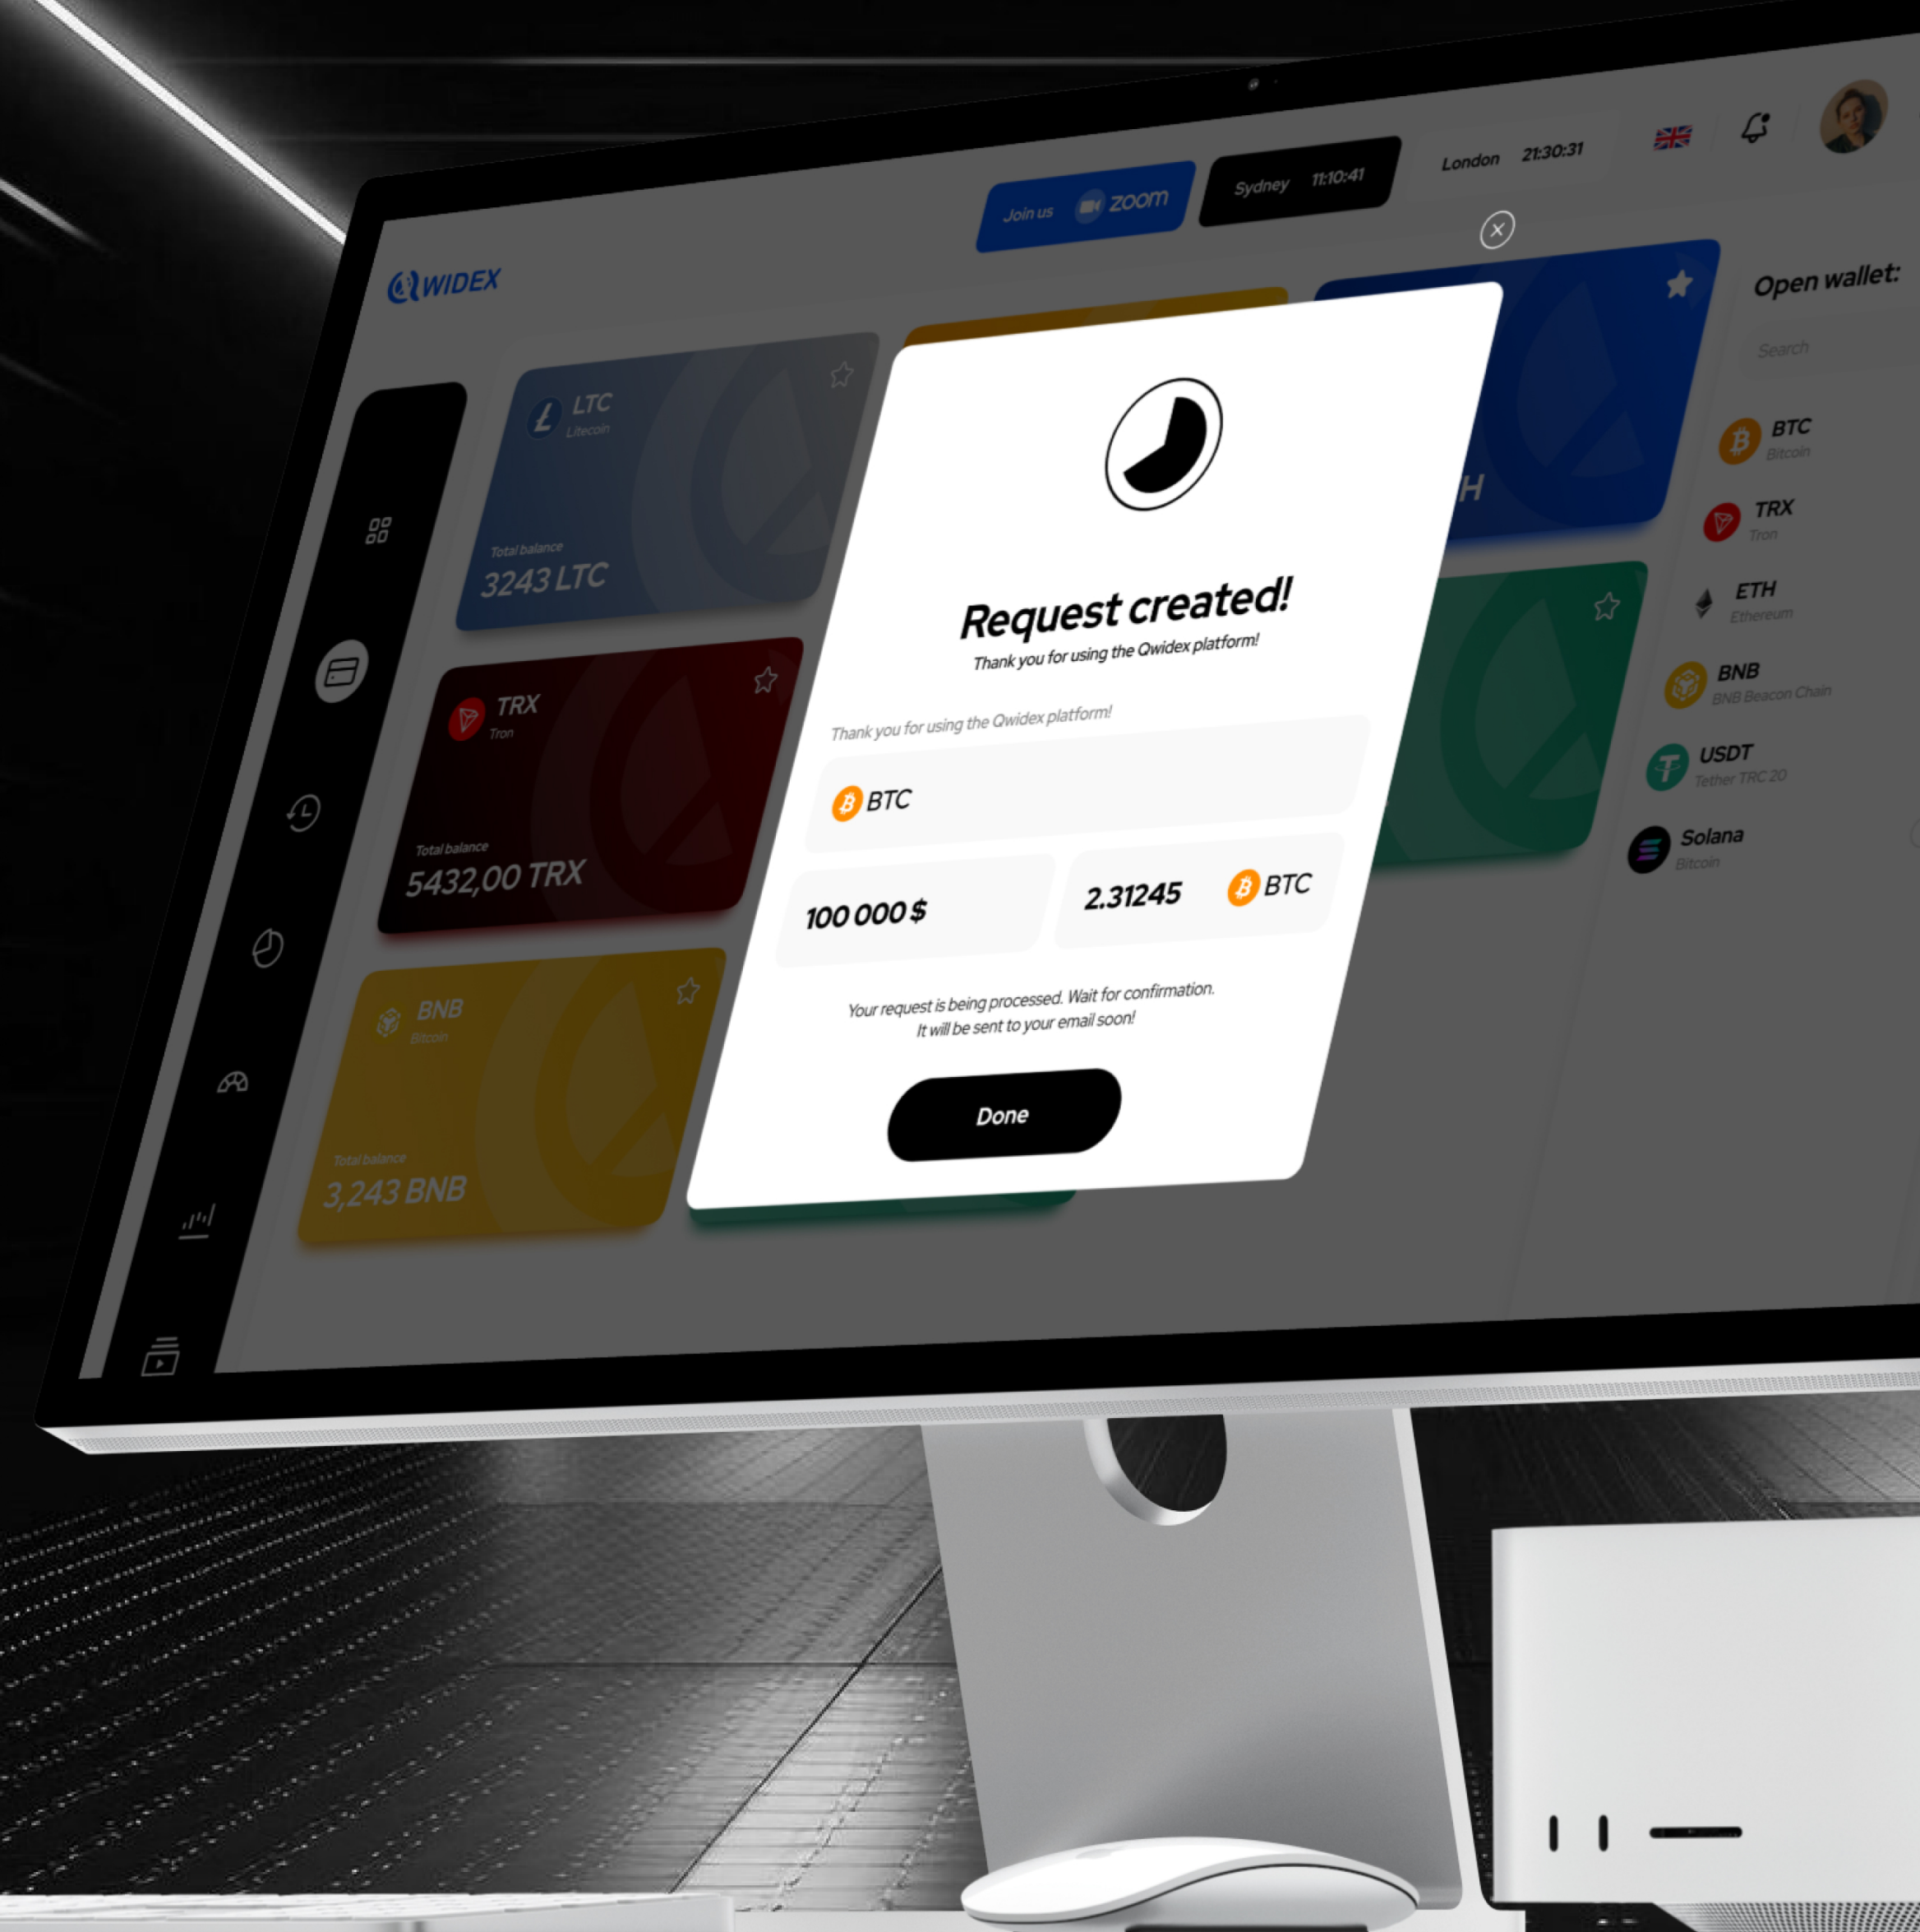 QWIDEX
Join us zoom
Sydney 11:10:41
London 21:30:31
LTC
Litecoin
Total balance
3243 LTC
TRX
Tron
Total balance
5432,00 TRX
BNB
Bitcoin
Total balance
3,243 BNB
H
Request created!
Thank you for using the Qwidex platform!
Thank you for using the Qwidex platform!
BTC
100 000 $
2.31245 BTC
Your request is being processed. Wait for confirmation.
It will be sent to your email soon!
Done
Open wallet:
Search
BTC
Bitcoin
TRX
Tron
ETH
Ethereum
BNB
BNB Beacon Chain
USDT
Tether TRC 20
Solana
Bitcoin